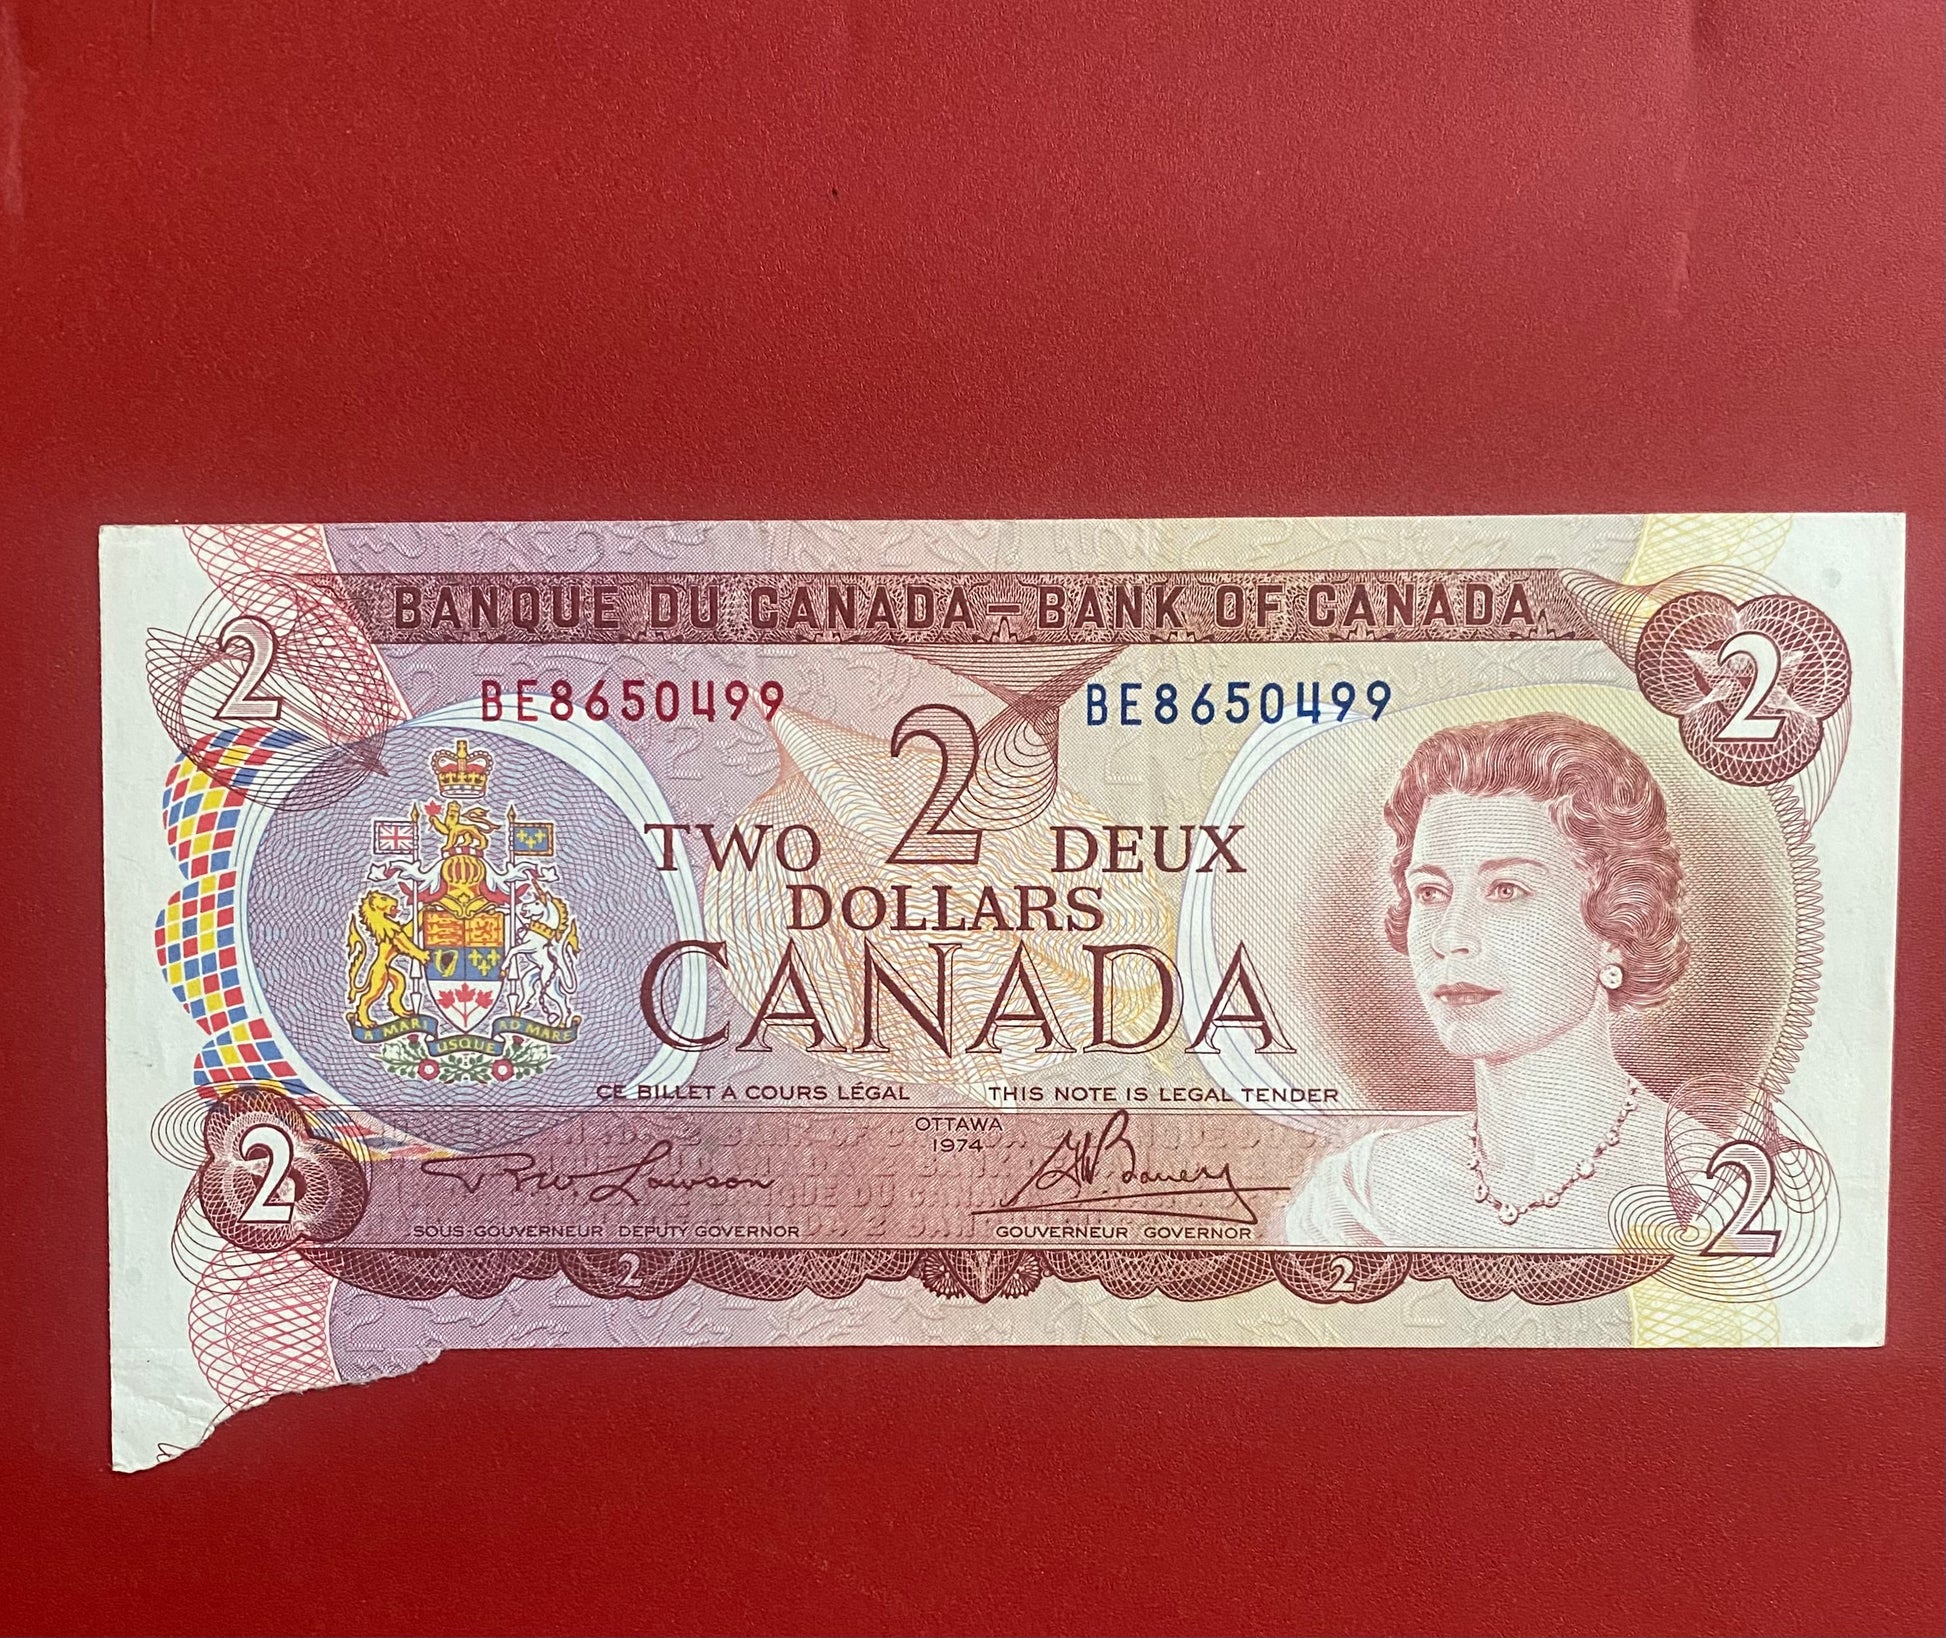 BANQUE DU CANADA — BANK OF CANADA
2
2
BE8650499 BE8650499
2
TWO DEUX
DOLLARS
CANADA
A MARI USQUE AD MARE
CE BILLET A COURS LÉGAL THIS NOTE IS LEGAL TENDER
OTTAWA
1974
R.W. Lawson
G.K. Bouey
2
2
SOUS-GOUVERNEUR DEPUTY GOVERNOR GOUVERNEUR GOVERNOR
2
2